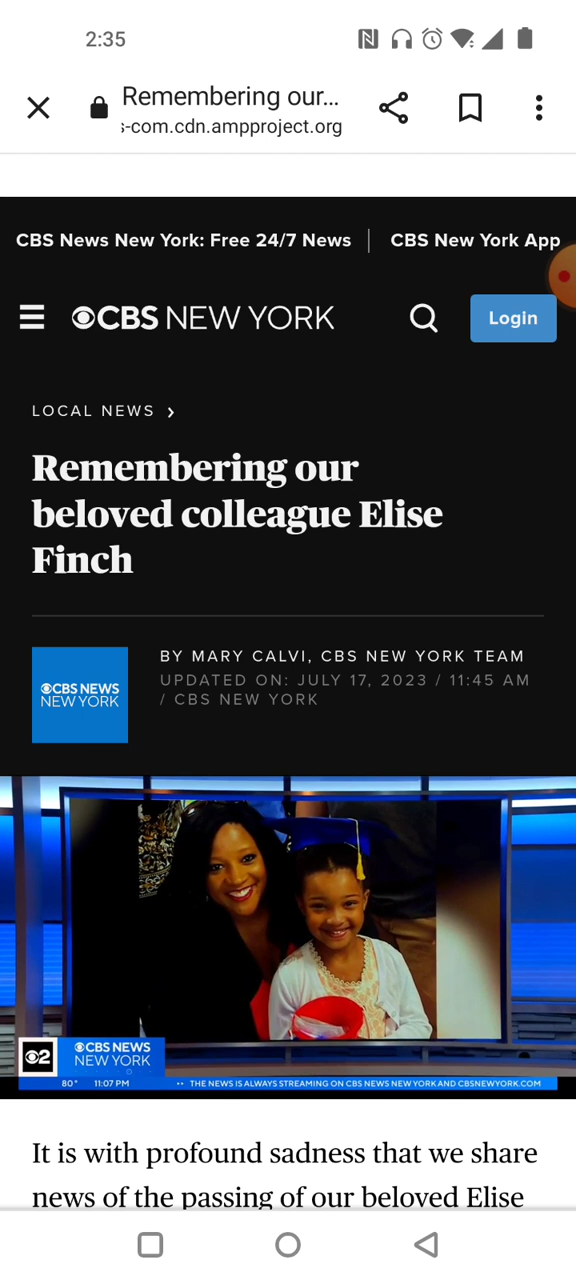 2:35
Remembering our...
s-com.cdn.ampproject.org
CBS News New York: Free 24/7 News | CBS New York App
CBS NEW YORK
Login
LOCAL NEWS ›
Remembering our
beloved colleague Elise
Finch
CBS NEWS
NEW YORK
BY MARY CALVI, CBS NEW YORK TEAM
UPDATED ON: JULY 17, 2023 / 11:45 AM
/ CBS NEW YORK
2
CBS NEWS
NEW YORK
80° 11:07 PM THE NEWS IS ALWAYS STREAMING ON CBS NEWS NEW YORK AND CBSNEWYORK.COM
It is with profound sadness that we share
news of the passing of our beloved Elise